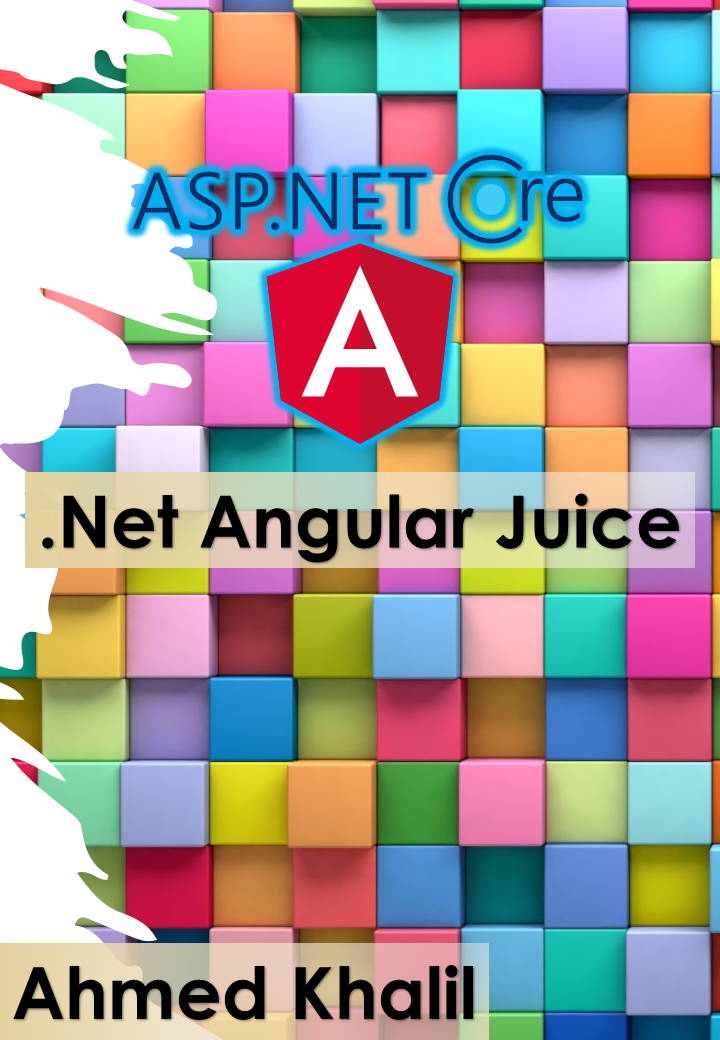 ASP.NET Core
A
.Net Angular Juice
Ahmed Khalil